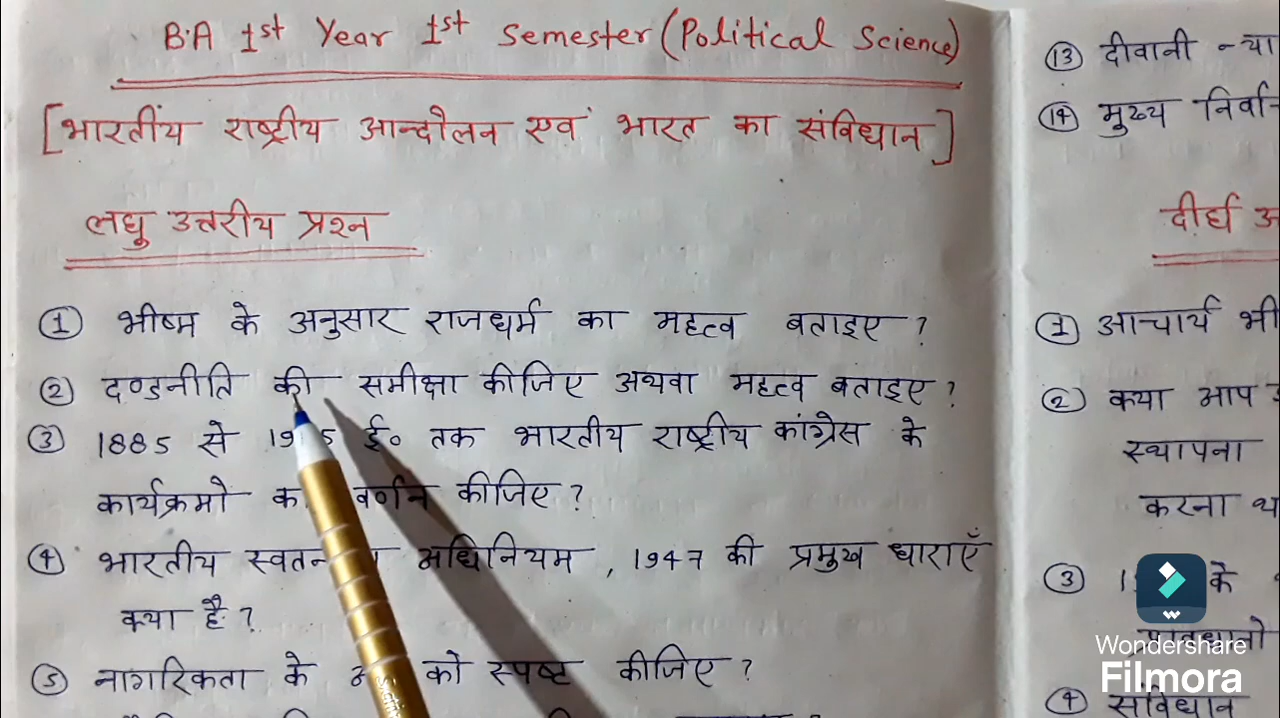 B.A 1st Year 1st Semester (Political Science)
[भारतीय राष्ट्रीय आन्दोलन एवं भारत का संविधान]
लघु उत्तरीय प्रश्न
① भीष्म के अनुसार राजधर्म का महत्व बताइए ?
② दण्डनीति की समीक्षा कीजिए अथवा महत्व बताइए ?
③ 1885 से ई० तक भारतीय राष्ट्रीय कांग्रेस के
कार्यक्रमो वर्णन कीजिए ?
④ भारतीय अधिनियम , 1947 की प्रमुख धाराएँ
क्या है ?
⑤ नागरिकता के को स्पष्ट कीजिए ?
⑬ दीवानी
⑭ मुख्य
दीर्घ
① आचार्य
② क्या आप
स्थापना
करना
③ के
④ संविधान
Wondershare
Filmora